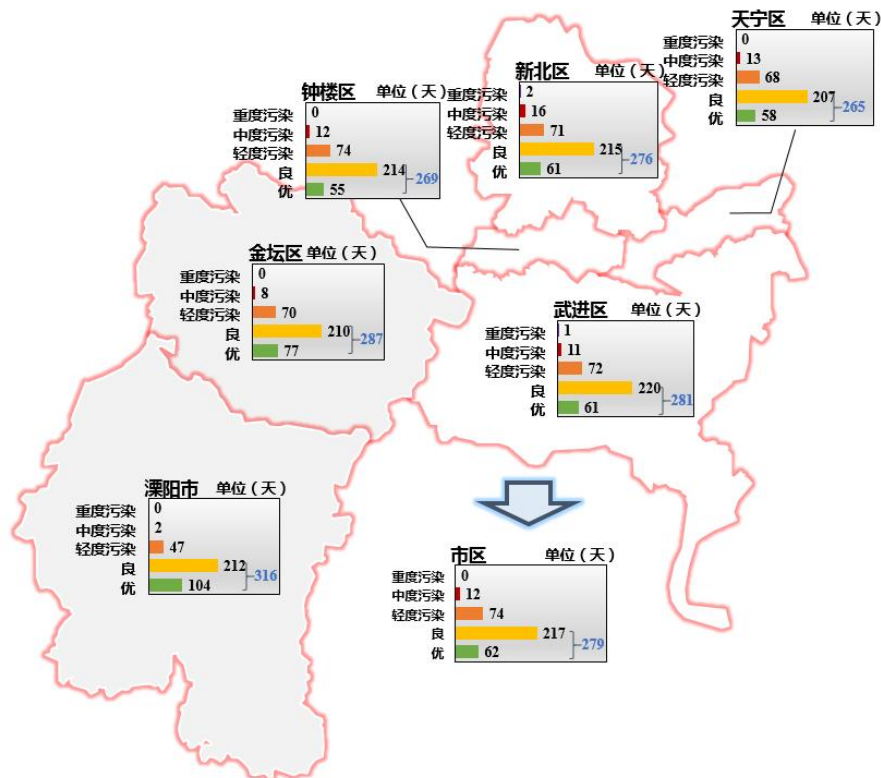 天宁区
单位（天）
重度污染 0
中度污染 13
轻度污染 68
良 207
优 58
265
新北区 单位（天）
重度污染 2
中度污染 16
轻度污染 71
良 215
优 61
276
钟楼区 单位（天）
重度污染 0
中度污染 12
轻度污染 74
良 214
优 55
269
金坛区 单位（天）
重度污染 0
中度污染 8
轻度污染 70
良 210
优 77
287
武进区 单位（天）
重度污染 1
中度污染 11
轻度污染 72
良 220
优 61
281
溧阳市 单位（天）
重度污染 0
中度污染 2
轻度污染 47
良 212
优 104
316
市区 单位（天）
重度污染 0
中度污染 12
轻度污染 74
良 217
优 62
279